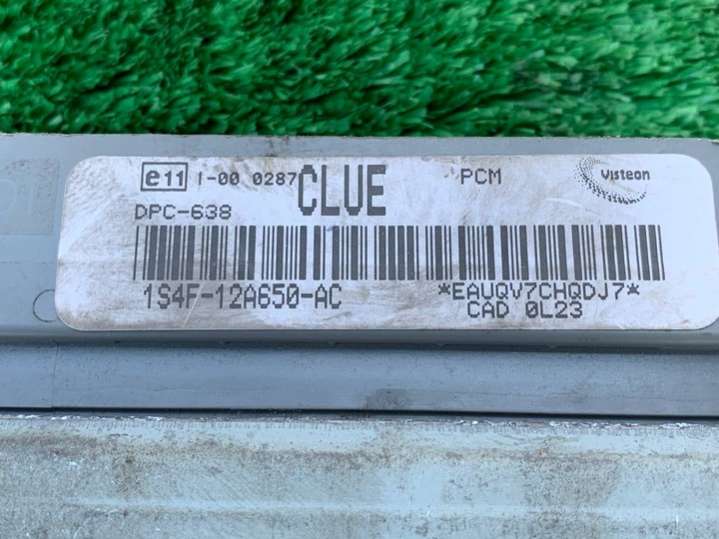 e11 I-00 0287 CLUE PCM Visteon
DPC-638
1S4F-12A650-AC *EAUQV7CHQDJ7*
CAD 0L23